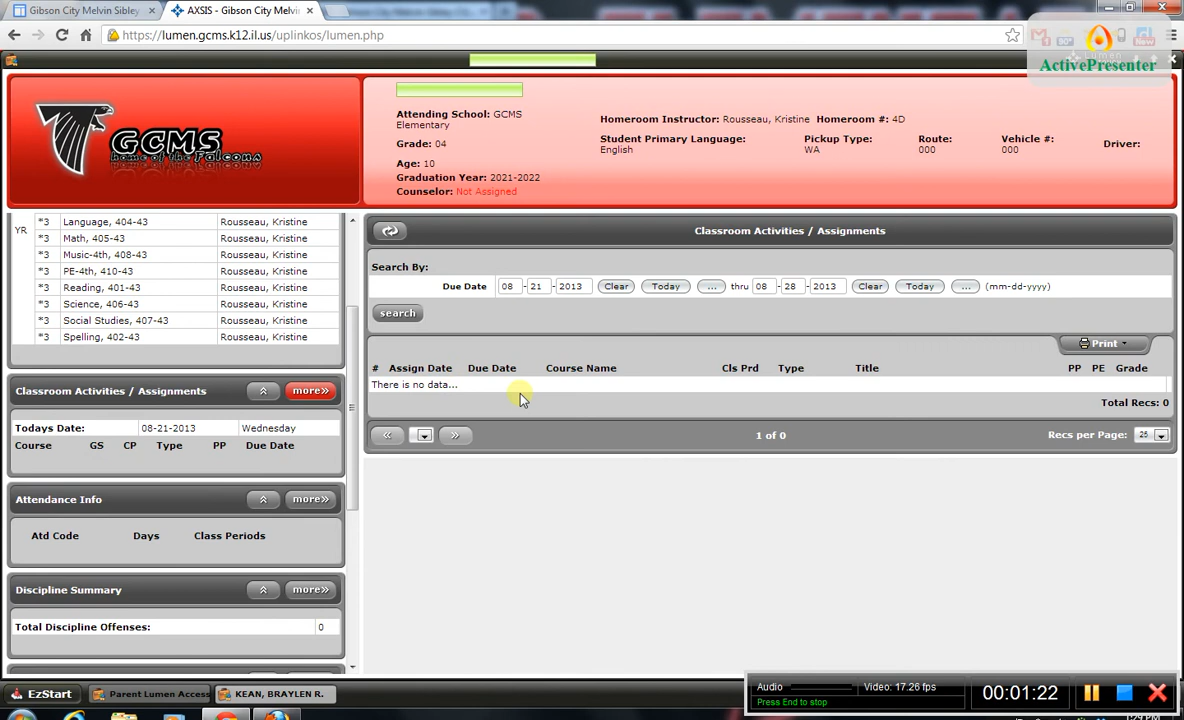 Gibson City Melvin Sibley
AXSIS - Gibson City Melvin
https://lumen.gcms.k12.il.us/uplinkos/lumen.php
ActivePresenter
GCMS
home of the Falcons
Attending School: GCMS Elementary
Grade: 04
Age: 10
Graduation Year: 2021-2022
Counselor: Not Assigned
Homeroom Instructor: Rousseau, Kristine Homeroom #: 4D
Student Primary Language: English
Pickup Type: WA
Route: 000
Vehicle #: 000
Driver:
YR
*3 Language, 404-43 Rousseau, Kristine
*3 Math, 405-43 Rousseau, Kristine
*3 Music-4th, 408-43 Rousseau, Kristine
*3 PE-4th, 410-43 Rousseau, Kristine
*3 Reading, 401-43 Rousseau, Kristine
*3 Science, 406-43 Rousseau, Kristine
*3 Social Studies, 407-43 Rousseau, Kristine
*3 Spelling, 402-43 Rousseau, Kristine
Classroom Activities / Assignments more»
Todays Date: 08-21-2013 Wednesday
Course GS CP Type PP Due Date
Attendance Info more»
Atd Code Days Class Periods
Discipline Summary more»
Total Discipline Offenses: 0
Classroom Activities / Assignments
Search By:
Due Date 08 - 21 - 2013 Clear Today ... thru 08 - 28 - 2013 Clear Today ... (mm-dd-yyyy)
search
Print
# Assign Date Due Date Course Name Cls Prd Type Title PP PE Grade
There is no data...
Total Recs: 0
« » 1 of 0 Recs per Page: 25
EzStart Parent Lumen Access KEAN, BRAYLEN R.
Audio Video: 17.26 fps
Press End to stop
00:01:22